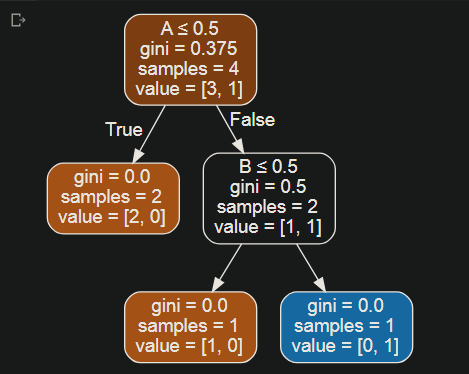 A ≤ 0.5
gini = 0.375
samples = 4
value = [3, 1]
True
False
gini = 0.0
samples = 2
value = [2, 0]
B ≤ 0.5
gini = 0.5
samples = 2
value = [1, 1]
gini = 0.0
samples = 1
value = [1, 0]
gini = 0.0
samples = 1
value = [0, 1]